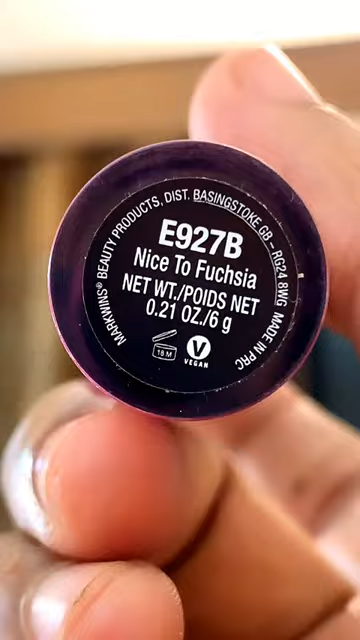 MARKWINS® BEAUTY PRODUCTS, DIST. BASINGSTOKE GB – RG24 8WG MADE IN PRC
E927B
Nice To Fuchsia
NET WT./POIDS NET
0.21 OZ./6 g
18 M
V
VEGAN